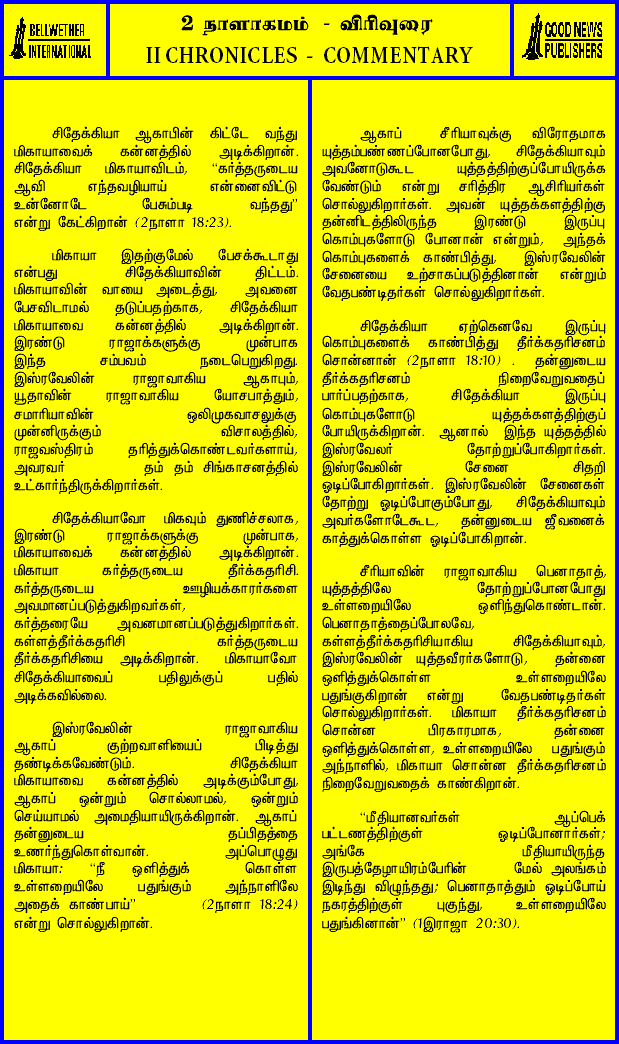 BELLWETHER
INTERNATIONAL
2 நாளாகமம் - விரிவுரை
II CHRONICLES - COMMENTARY
GOOD NEWS
PUBLISHERS
சிதேக்கியா ஆகாபின் கிட்டே வந்து
மிகாயாவைக் கன்னத்தில் அடிக்கிறான்.
சிதேக்கியா மிகாயாவிடம், “கர்த்தருடைய
ஆவி எந்தவழியாய் என்னைவிட்டு
உன்னோடே பேசும்படி வந்தது”
என்று கேட்கிறான் (2நாளா 18:23).
மிகாயா இதற்குமேல் பேசக்கூடாது
என்பது சிதேக்கியாவின் திட்டம்.
மிகாயாவின் வாயை அடைத்து, அவனை
பேசவிடாமல் தடுப்பதற்காக, சிதேக்கியா
மிகாயாவை கன்னத்தில் அடிக்கிறான்.
இரண்டு ராஜாக்களுக்கு முன்பாக
இந்த சம்பவம் நடைபெறுகிறது.
இஸ்ரவேலின் ராஜாவாகிய ஆகாபும்,
யூதாவின் ராஜாவாகிய யோசபாத்தும்,
சமாரியாவின் ஒலிமுகவாசலுக்கு
முன்னிருக்கும் விசாலத்தில்,
ராஜவஸ்திரம் தரித்துக்கொண்டவர்களாய்,
அவரவர் தம் தம் சிங்காசனத்தில்
உட்கார்ந்திருக்கிறார்கள்.
சிதேக்கியாவோ மிகவும் துணிச்சலாக,
இரண்டு ராஜாக்களுக்கு முன்பாக,
மிகாயாவைக் கன்னத்தில் அடிக்கிறான்.
மிகாயா கர்த்தருடைய தீர்க்கதரிசி.
கர்த்தருடைய ஊழியக்காரர்களை
அவமானப்படுத்துகிறவர்கள்,
கர்த்தரையே அவனமானப்படுத்துகிறார்கள்.
கள்ளத்தீர்க்கதரிசி கர்த்தருடைய
தீர்க்கதரிசியை அடிக்கிறான். மிகாயாவோ
சிதேக்கியாவைப் பதிலுக்குப் பதில்
அடிக்கவில்லை.
இஸ்ரவேலின் ராஜாவாகிய
ஆகாப் குற்றவாளியைப் பிடித்து
தண்டிக்கவேண்டும். சிதேக்கியா
மிகாயாவை கன்னத்தில் அடிக்கும்போது,
ஆகாப் ஒன்றும் சொல்லாமல், ஒன்றும்
செய்யாமல் அமைதியாயிருக்கிறான். ஆகாப்
தன்னுடைய தப்பிதத்தை
உணர்ந்துகொள்வான். அப்பொழுது
மிகாயா: “நீ ஒளித்துக் கொள்ள
உள்ளறையிலே பதுங்கும் அந்நாளிலே
அதைக் காண்பாய்” (2நாளா 18:24)
என்று சொல்லுகிறான்.
ஆகாப் சீரியாவுக்கு விரோதமாக
யுத்தம்பண்ணப்போனபோது, சிதேக்கியாவும்
அவனோடுகூட யுத்தத்திற்குப்போயிருக்க
வேண்டும் என்று சரித்திர ஆசிரியர்கள்
சொல்லுகிறார்கள். அவன் யுத்தக்களத்திற்கு
தன்னிடத்திலிருந்த இரண்டு இருப்பு
கொம்புகளோடு போனான் என்றும், அந்தக்
கொம்புகளைக் காண்பித்து, இஸ்ரவேலின்
சேனையை உற்சாகப்படுத்தினான் என்றும்
வேதபண்டிதர்கள் சொல்லுகிறார்கள்.
சிதேக்கியா ஏற்கெனவே இருப்பு
கொம்புகளைக் காண்பித்து தீர்க்கதரிசனம்
சொன்னான் (2நாளா 18:10) . தன்னுடைய
தீர்க்கதரிசனம் நிறைவேறுவதைப்
பார்ப்பதற்காக, சிதேக்கியா இருப்பு
கொம்புகளோடு யுத்தக்களத்திற்குப்
போயிருக்கிறான். ஆனால் இந்த யுத்தத்தில்
இஸ்ரவேலர் தோற்றுப்போகிறார்கள்.
இஸ்ரவேலின் சேனை சிதறி
ஓடிப்போகிறார்கள். இஸ்ரவேலின் சேனைகள்
தோற்று ஓடிப்போகும்போது, சிதேக்கியாவும்
அவர்களோடேகூட, தன்னுடைய ஜீவனைக்
காத்துக்கொள்ள ஓடிப்போகிறான்.
சீரியாவின் ராஜாவாகிய பெனாதாத்,
யுத்தத்திலே தோற்றுப்போனபோது
உள்ளறையிலே ஒளிந்துகொண்டான்.
பெனாதாத்தைப்போலவே,
கள்ளத்தீர்க்கதரிசியாகிய சிதேக்கியாவும்,
இஸ்ரவேலின் யுத்தவீரர்களோடு, தன்னை
ஒளித்துக்கொள்ள உள்ளறையிலே
பதுங்குகிறான் என்று வேதபண்டிதர்கள்
சொல்லுகிறார்கள். மிகாயா தீர்க்கதரிசனம்
சொன்ன பிரகாரமாக, தன்னை
ஒளித்துக்கொள்ள, உள்ளறையிலே பதுங்கும்
அந்நாளில், மிகாயா சொன்ன தீர்க்கதரிசனம்
நிறைவேறுவதைக் காண்கிறான்.
“மீதியானவர்கள் ஆப்பெக்
பட்டணத்திற்குள் ஓடிப்போனார்கள்;
அங்கே மீதியாயிருந்த
இருபத்தேழாயிரம்பேரின் மேல் அலங்கம்
இடிந்து விழுந்தது; பெனாதாத்தும் ஓடிப்போய்
நகரத்திற்குள் புகுந்து, உள்ளறையிலே
பதுங்கினான்” (1இராஜா 20:30).